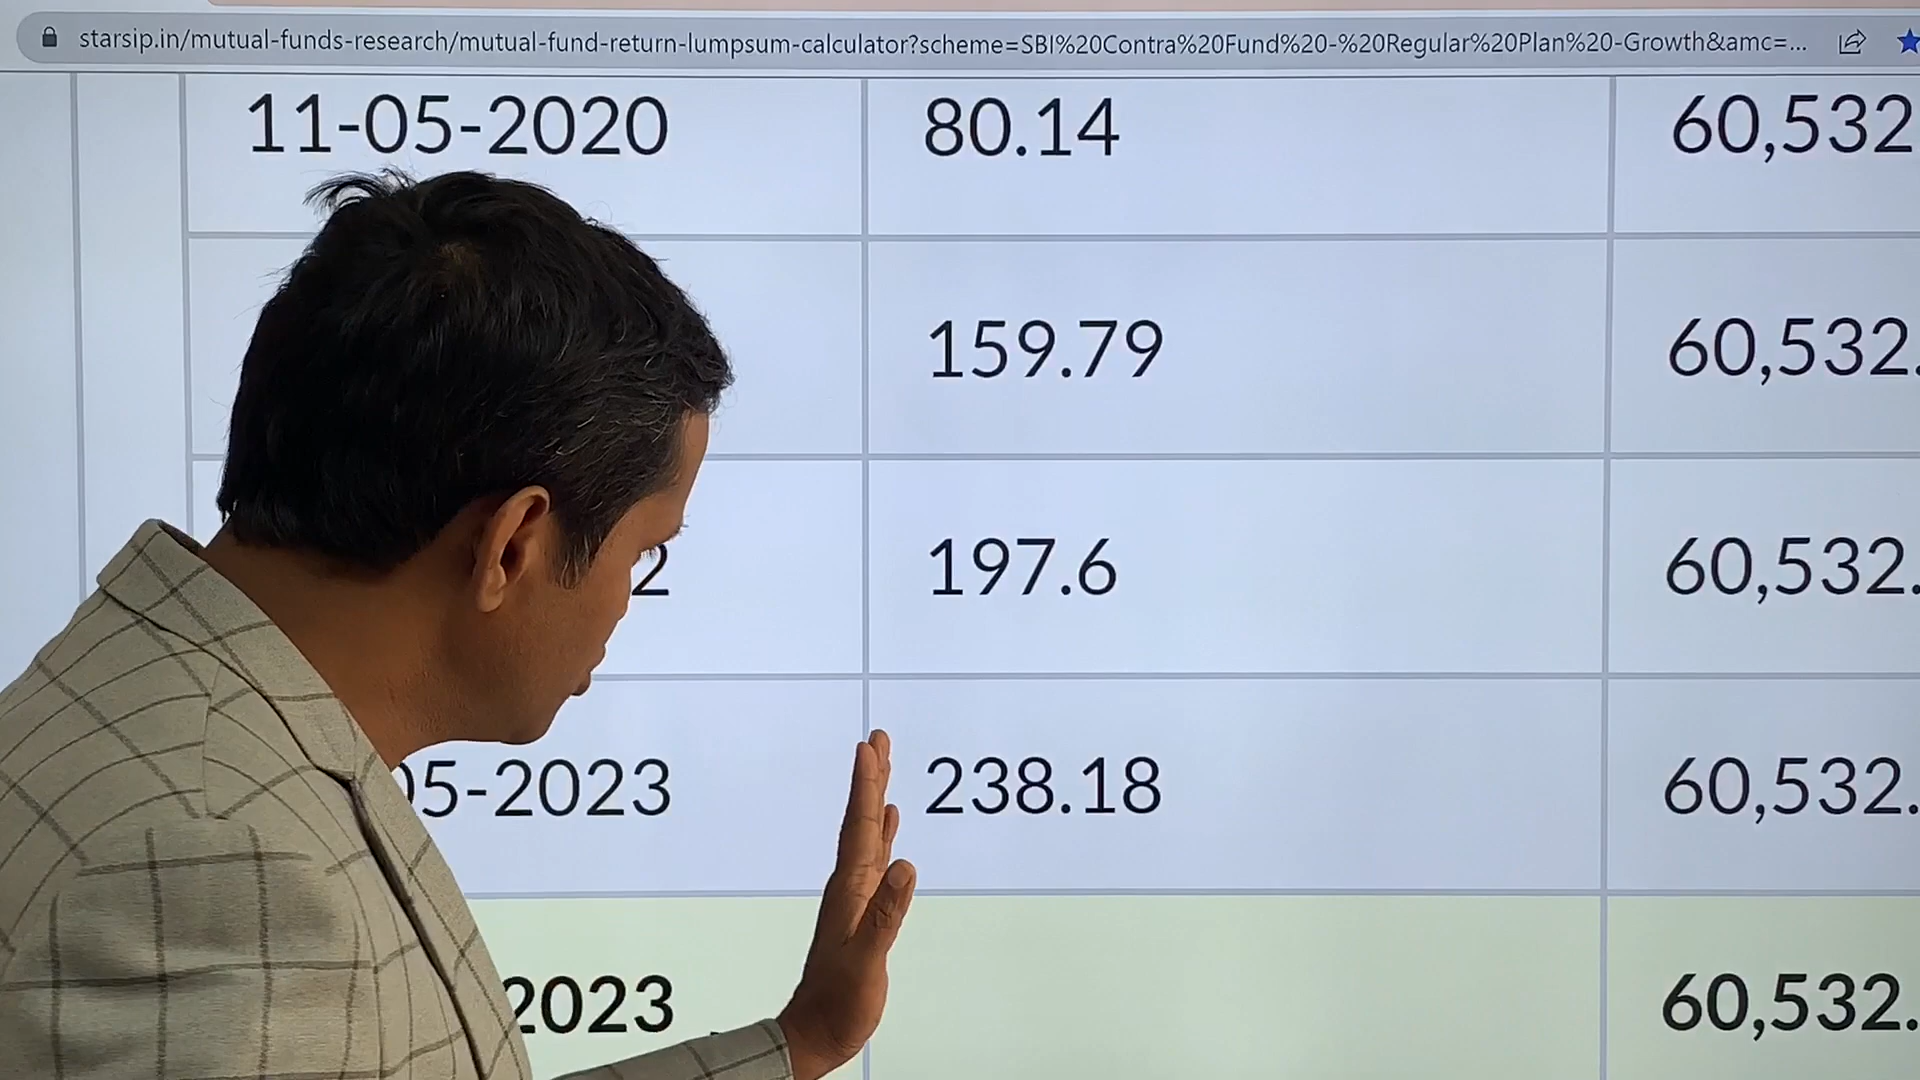 starsip.in/mutual-funds-research/mutual-fund-return-lumpsum-calculator?scheme=SBI%20Contra%20Fund%20-%20Regular%20Plan%20-Growth&amc=...
11-05-2020 80.14 60,532
159.79 60,532.
2 197.6 60,532.
05-2023 238.18 60,532.
2023 60,532.